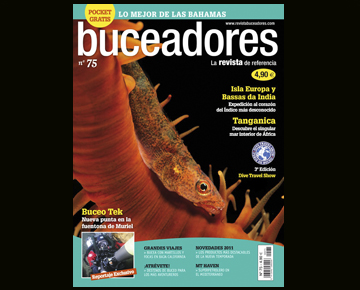 POCKET
GRATIS
LO MEJOR DE LAS BAHAMAS
www.revistabuceadores.com
buceadores
nº 75
La revista de referencia
4,90 €
Isla Europa y
Bassas da India
Expedición al corazón
del Índico más desconocido
Tanganica
Descubre el singular
mar interior de África
3ª Edición
Dive Travel Show
Buceo Tek
Nueva punta en la
fuentona de Muriel
Reportaje Exclusivo
GRANDES VIAJES
NOVEDADES 2011
¡ATRÉVETE!
MT HAVEN